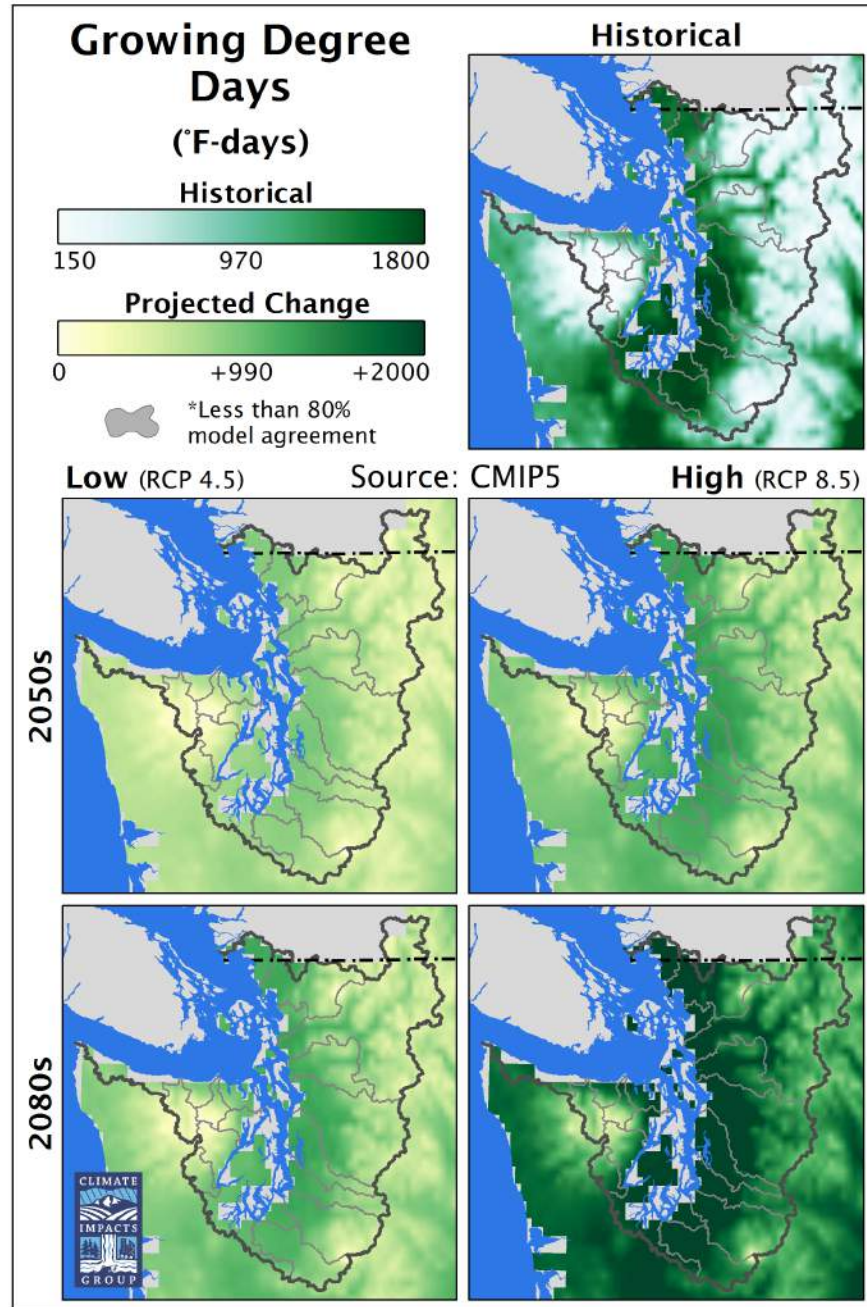 Growing Degree
Days
(°F-days)
Historical
150 970 1800
Projected Change
0 +990 +2000
*Less than 80%
model agreement
Historical
Low (RCP 4.5) Source: CMIP5 High (RCP 8.5)
2050s
2080s
CLIMATE
IMPACTS
GROUP